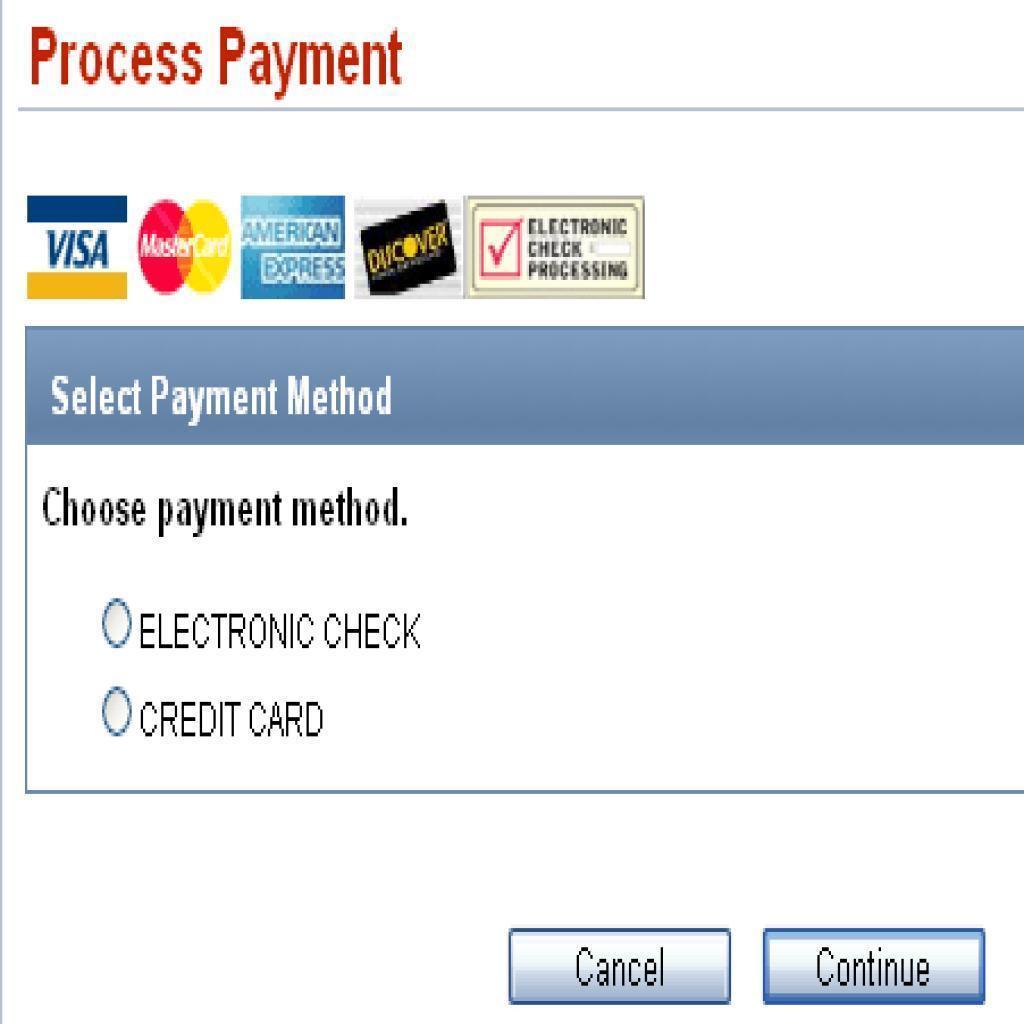 Process Payment
VISA
MasterCard
AMERICAN
EXPRESS
DISCOVER
ELECTRONIC
CHECK
PROCESSING
Select Payment Method
Choose payment method.
ELECTRONIC CHECK
CREDIT CARD
Cancel
Continue